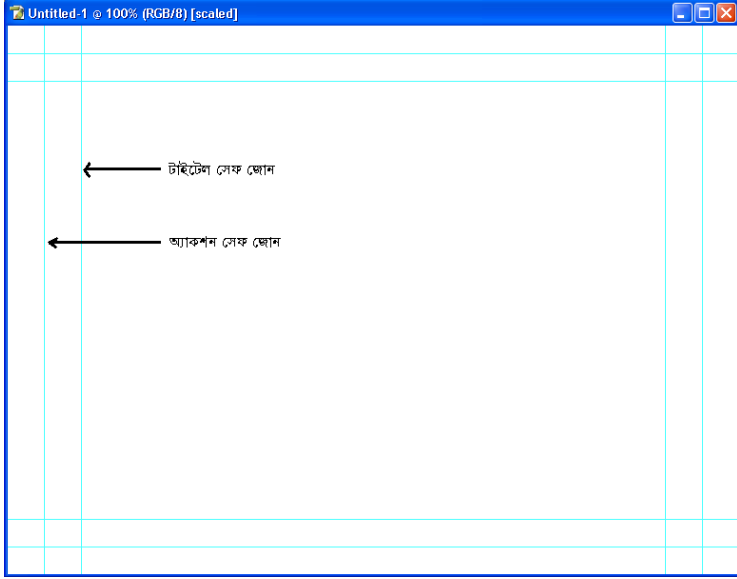 Untitled-1 @ 100% (RGB/8) [scaled]
টাইটেল সেফ জোন
অ্যাকশন সেফ জোন